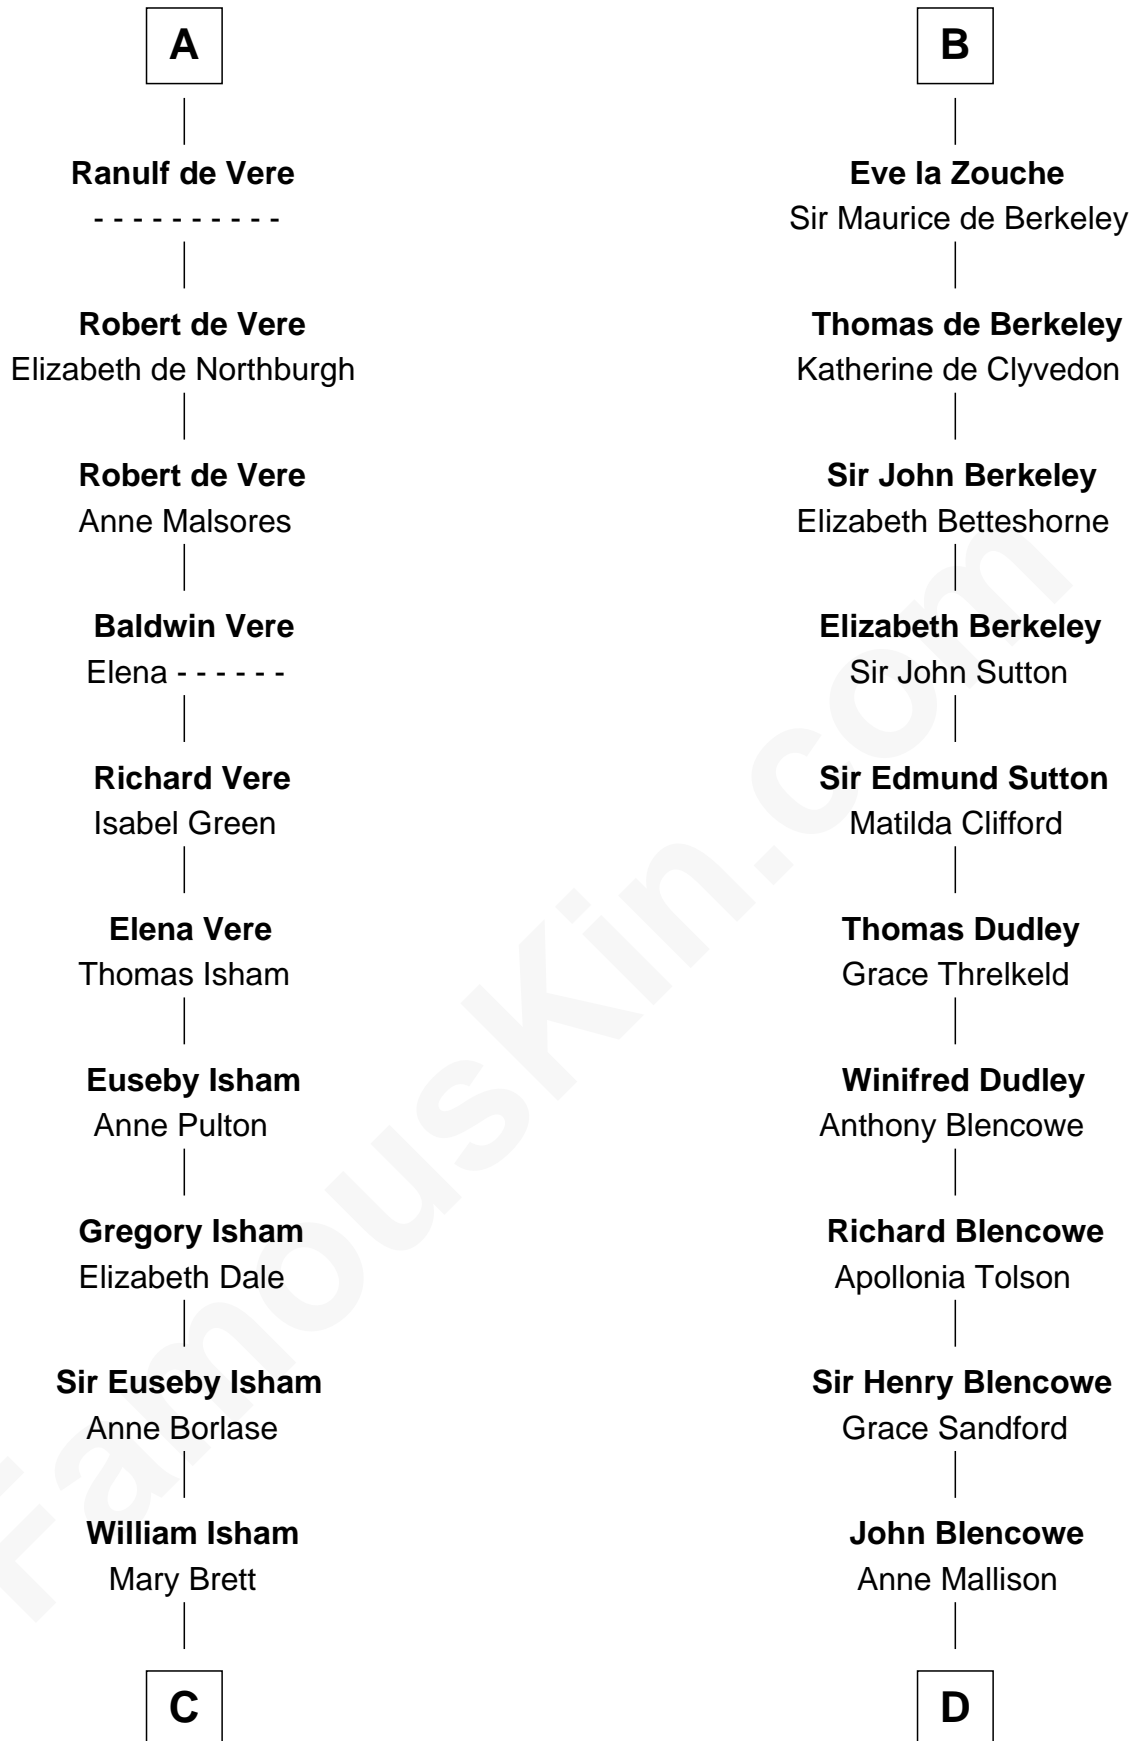 A
Ranulf de Vere
- - - - - - - - - -
Robert de Vere
Elizabeth de Northburgh
Robert de Vere
Anne Malsores
Baldwin Vere
Elena - - - - - -
Richard Vere
Isabel Green
Elena Vere
Thomas Isham
Euseby Isham
Anne Pulton
Gregory Isham
Elizabeth Dale
Sir Euseby Isham
Anne Borlase
William Isham
Mary Brett
C
B
Eve la Zouche
Sir Maurice de Berkeley
Thomas de Berkeley
Katherine de Clyvedon
Sir John Berkeley
Elizabeth Betteshorne
Elizabeth Berkeley
Sir John Sutton
Sir Edmund Sutton
Matilda Clifford
Thomas Dudley
Grace Threlkeld
Winifred Dudley
Anthony Blencowe
Richard Blencowe
Apollonia Tolson
Sir Henry Blencowe
Grace Sandford
John Blencowe
Anne Mallison
D
FamousKin.com